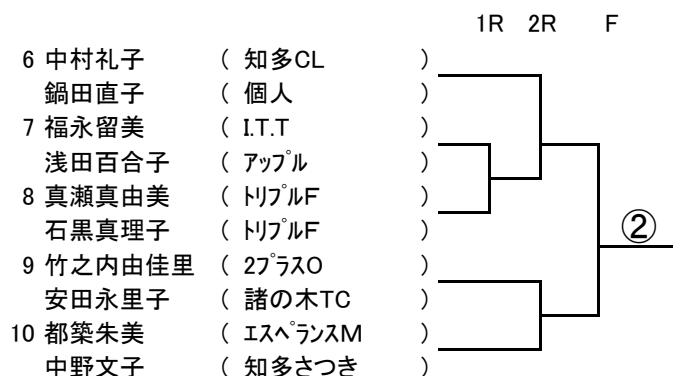 1R 2R F
6 中村礼子 ( 知多CL )
鍋田直子 ( 個人 )
7 福永留美 ( I.T.T )
浅田百合子 ( ｱｯﾌﾟﾙ )
8 真瀬真由美 ( ﾄﾘﾌﾟﾙF )
石黒真理子 ( ﾄﾘﾌﾟﾙF )
②
9 竹之内由佳里 ( 2ﾌﾟﾗｽO )
安田永里子 ( 諸の木TC )
10 都築朱美 ( ｴｽﾍﾟﾗﾝｽM )
中野文子 ( 知多さつき )